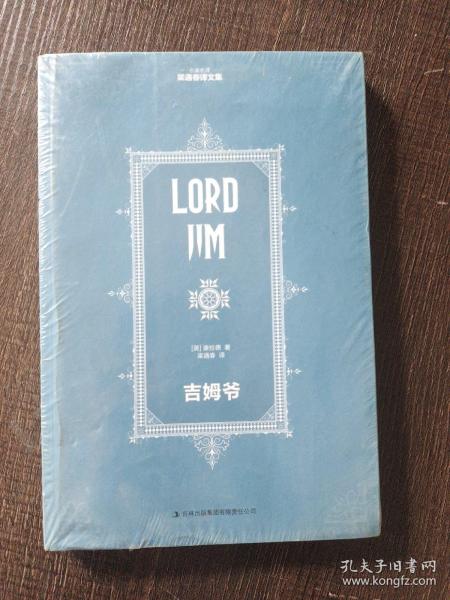 梁遇春译文集
LORD
JIM
[英] 康拉德 著
梁遇春 译
吉姆爷
吉林出版集团有限责任公司
孔夫子旧书网
www.kongfz.com